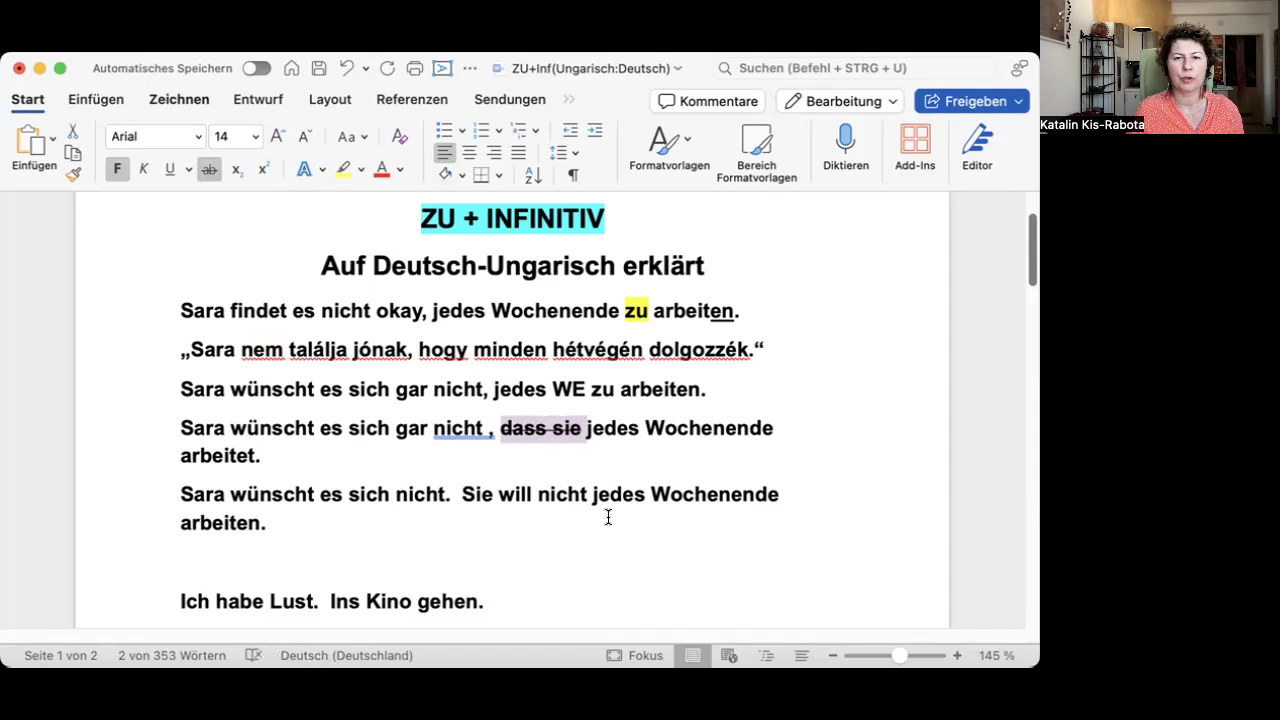 Automatisches Speichern
ZU+Inf(Ungarisch:Deutsch)
Suchen (Befehl + STRG + U)
Start Einfügen Zeichnen Entwurf Layout Referenzen Sendungen
Kommentare Bearbeitung Freigeben
Einfügen
Arial 14
F K U ab x₂ x²
Formatvorlagen
Bereich
Formatvorlagen
Diktieren
Add-Ins
Editor
Katalin Kis-Rabota
ZU + INFINITIV
Auf Deutsch-Ungarisch erklärt
Sara findet es nicht okay, jedes Wochenende zu arbeiten.
„Sara nem találja jónak, hogy minden hétvégén dolgozzék.“
Sara wünscht es sich gar nicht, jedes WE zu arbeiten.
Sara wünscht es sich gar nicht , dass sie jedes Wochenende
arbeitet.
Sara wünscht es sich nicht.  Sie will nicht jedes Wochenende
arbeiten.
Ich habe Lust.  Ins Kino gehen.
Seite 1 von 2 2 von 353 Wörtern Deutsch (Deutschland) Fokus 145 %